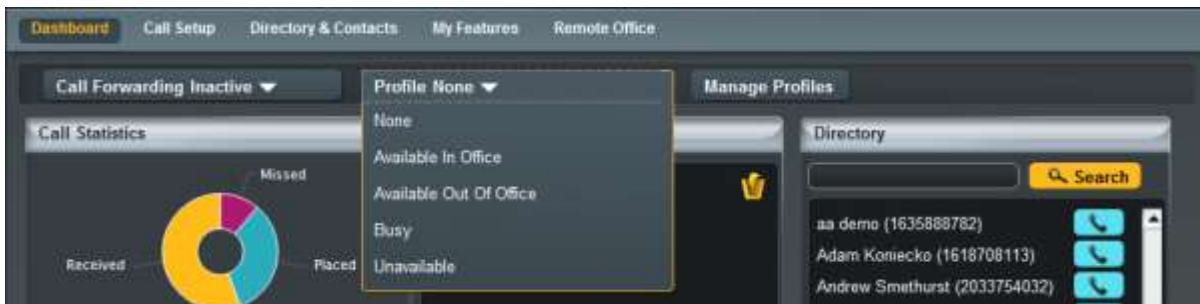 Dashboard Call Setup Directory & Contacts My Features Remote Office
Call Forwarding Inactive Profile None Manage Profiles
Call Statistics
Missed
Received
Placed
None
Available In Office
Available Out Of Office
Busy
Unavailable
Directory
Search
aa demo (1635888782)
Adam Koniecko (1618708113)
Andrew Smethurst (2033754032)